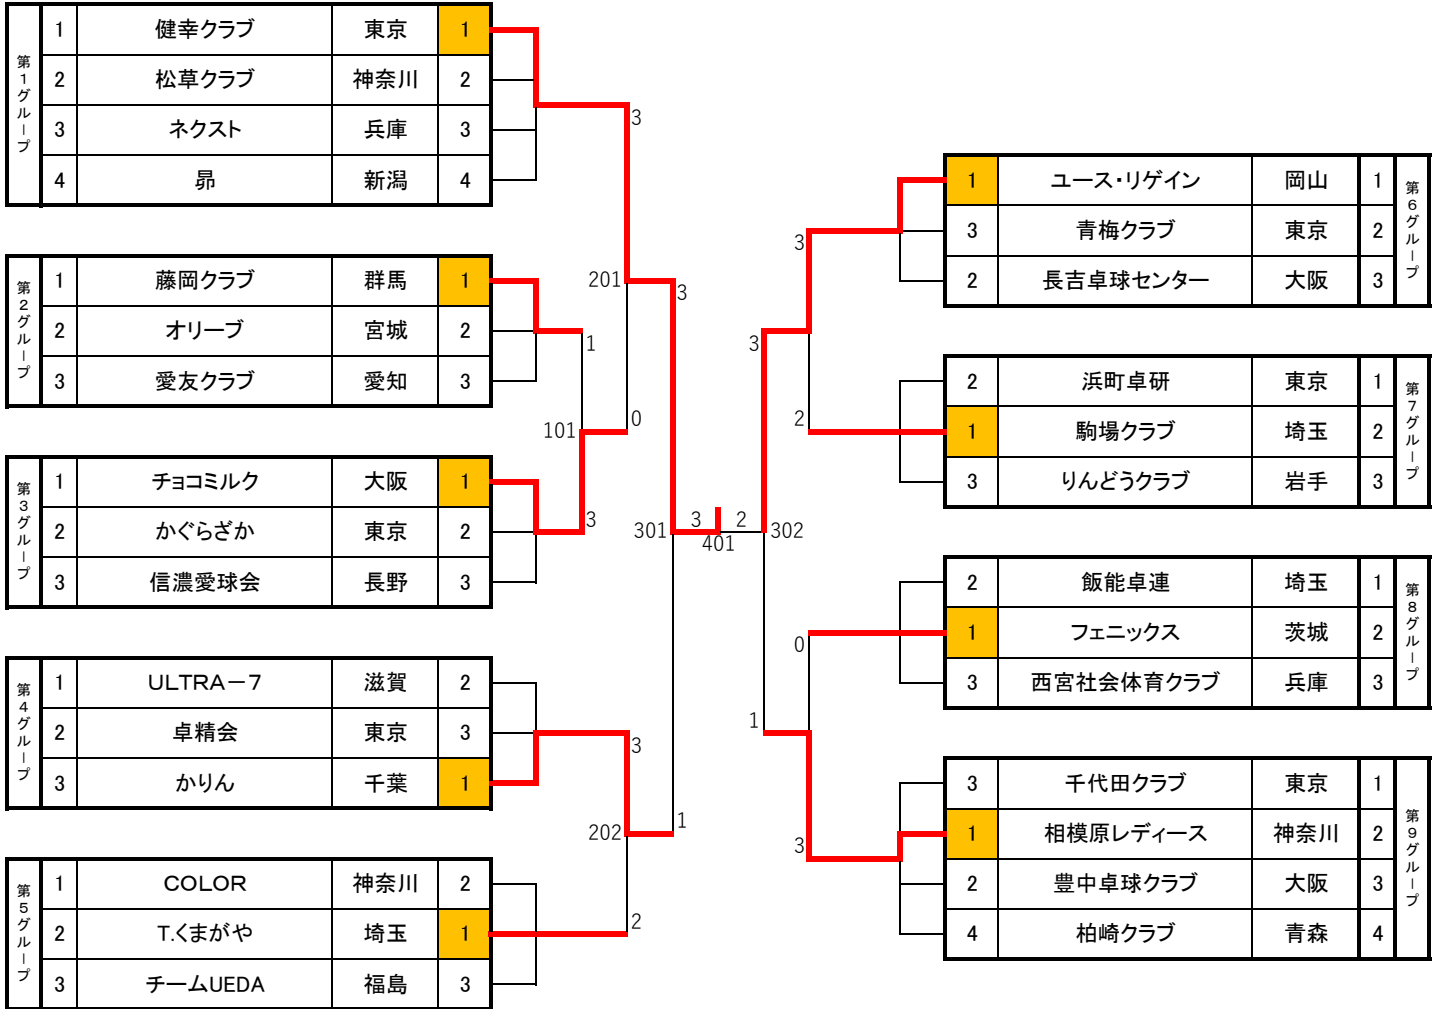 第1グループ
1 健幸クラブ 東京 1
2 松草クラブ 神奈川 2
3 ネクスト 兵庫 3
4 昴 新潟 4
第2グループ
1 藤岡クラブ 群馬 1
2 オリーブ 宮城 2
3 愛友クラブ 愛知 3
第3グループ
1 チョコミルク 大阪 1
2 かぐらざか 東京 2
3 信濃愛球会 長野 3
第4グループ
1 ULTRA－7 滋賀 2
2 卓精会 東京 3
3 かりん 千葉 1
第5グループ
1 COLOR 神奈川 2
2 T.くまがや 埼玉 1
3 チームUEDA 福島 3
3
201
3
1
0
101
3
301
3
401
2
302
3
202
1
2
3
3
2
0
1
3
1 ユース・リゲイン 岡山 1
3 青梅クラブ 東京 2
2 長吉卓球センター 大阪 3
第6グループ
2 浜町卓研 東京 1
1 駒場クラブ 埼玉 2
3 りんどうクラブ 岩手 3
第7グループ
2 飯能卓連 埼玉 1
1 フェニックス 茨城 2
3 西宮社会体育クラブ 兵庫 3
第8グループ
3 千代田クラブ 東京 1
1 相模原レディース 神奈川 2
2 豊中卓球クラブ 大阪 3
4 柏崎クラブ 青森 4
第9グループ